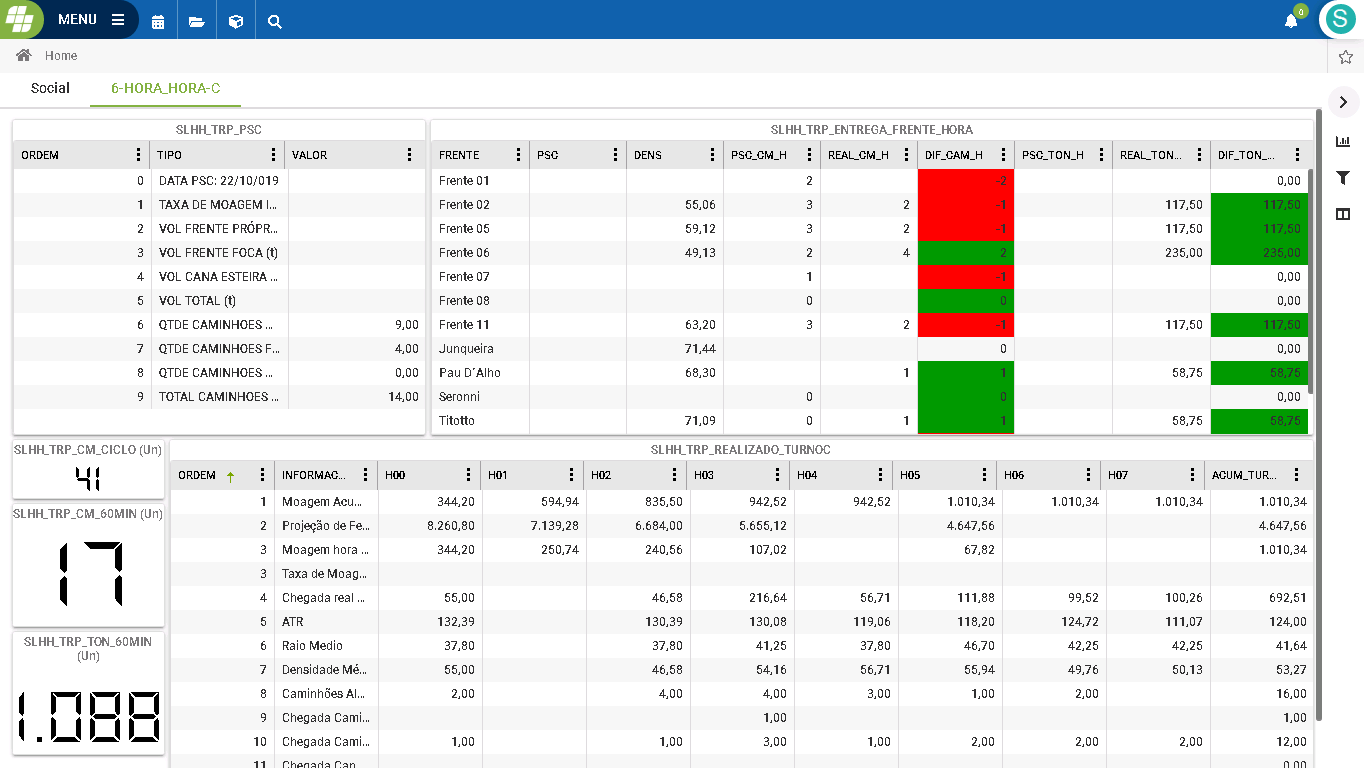 MENU
0
S
Home
Social 6-HORA_HORA-C
SLHH_TRP_PSC
ORDEM TIPO VALOR
0 DATA PSC: 22/10/019
1 TAXA DE MOAGEM I...
2 VOL FRENTE PRÓPR...
3 VOL FRENTE FOCA (t)
4 VOL CANA ESTEIRA ...
5 VOL TOTAL (t)
6 QTDE CAMINHOES ... 9,00
7 QTDE CAMINHOES F... 4,00
8 QTDE CAMINHOES ... 0,00
9 TOTAL CAMINHOES ... 14,00
SLHH_TRP_ENTREGA_FRENTE_HORA
FRENTE PSC DENS PSC_CM_H REAL_CM_H DIF_CAM_H PSC_TON_H REAL_TON... DIF_TON_...
Frente 01 2 -2 0,00
Frente 02 55,06 3 2 -1 117,50 117,50
Frente 05 59,12 3 2 -1 117,50 117,50
Frente 06 49,13 2 4 2 235,00 235,00
Frente 07 1 -1 0,00
Frente 08 0 0 0,00
Frente 11 63,20 3 2 -1 117,50 117,50
Junqueira 71,44 0 0,00
Pau D´Alho 68,30 1 1 58,75 58,75
Seronni 0 0 0,00
Titotto 71,09 0 1 1 58,75 58,75
SLHH_TRP_CM_CICLO (Un)
41
SLHH_TRP_CM_60MIN (Un)
17
SLHH_TRP_TON_60MIN
(Un)
1.088
SLHH_TRP_REALIZADO_TURNOC
ORDEM INFORMAC... H00 H01 H02 H03 H04 H05 H06 H07 ACUM_TUR...
1 Moagem Acu... 344,20 594,94 835,50 942,52 942,52 1.010,34 1.010,34 1.010,34 1.010,34
2 Projeção de Fe... 8.260,80 7.139,28 6.684,00 5.655,12 4.647,56 4.647,56
3 Moagem hora ... 344,20 250,74 240,56 107,02 67,82 1.010,34
3 Taxa de Moag...
4 Chegada real ... 55,00 46,58 216,64 56,71 111,88 99,52 100,26 692,51
5 ATR 132,39 130,39 130,08 119,06 118,20 124,72 111,07 124,00
6 Raio Medio 37,80 37,80 41,25 37,80 46,70 42,25 42,25 41,64
7 Densidade Mé... 55,00 46,58 54,16 56,71 55,94 49,76 50,13 53,27
8 Caminhões Al... 2,00 4,00 4,00 3,00 1,00 2,00 16,00
9 Chegada Cami... 1,00 1,00
10 Chegada Cami... 1,00 1,00 3,00 1,00 2,00 2,00 2,00 12,00
11 Chegada Can... 0,00